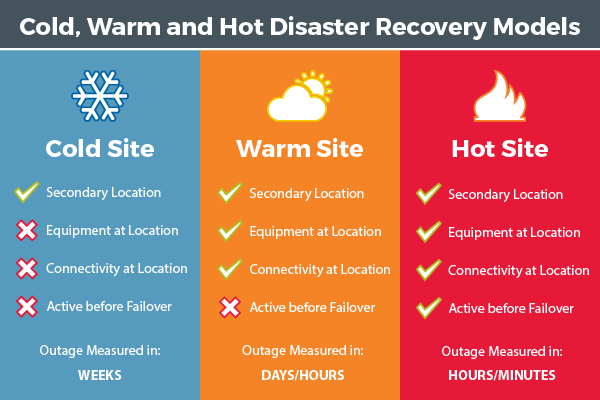 Cold, Warm and Hot Disaster Recovery Models
Cold Site
Secondary Location
Equipment at Location
Connectivity at Location
Active before Failover
Outage Measured in:
WEEKS
Warm Site
Secondary Location
Equipment at Location
Connectivity at Location
Active before Failover
Outage Measured in:
DAYS/HOURS
Hot Site
Secondary Location
Equipment at Location
Connectivity at Location
Active before Failover
Outage Measured in:
HOURS/MINUTES